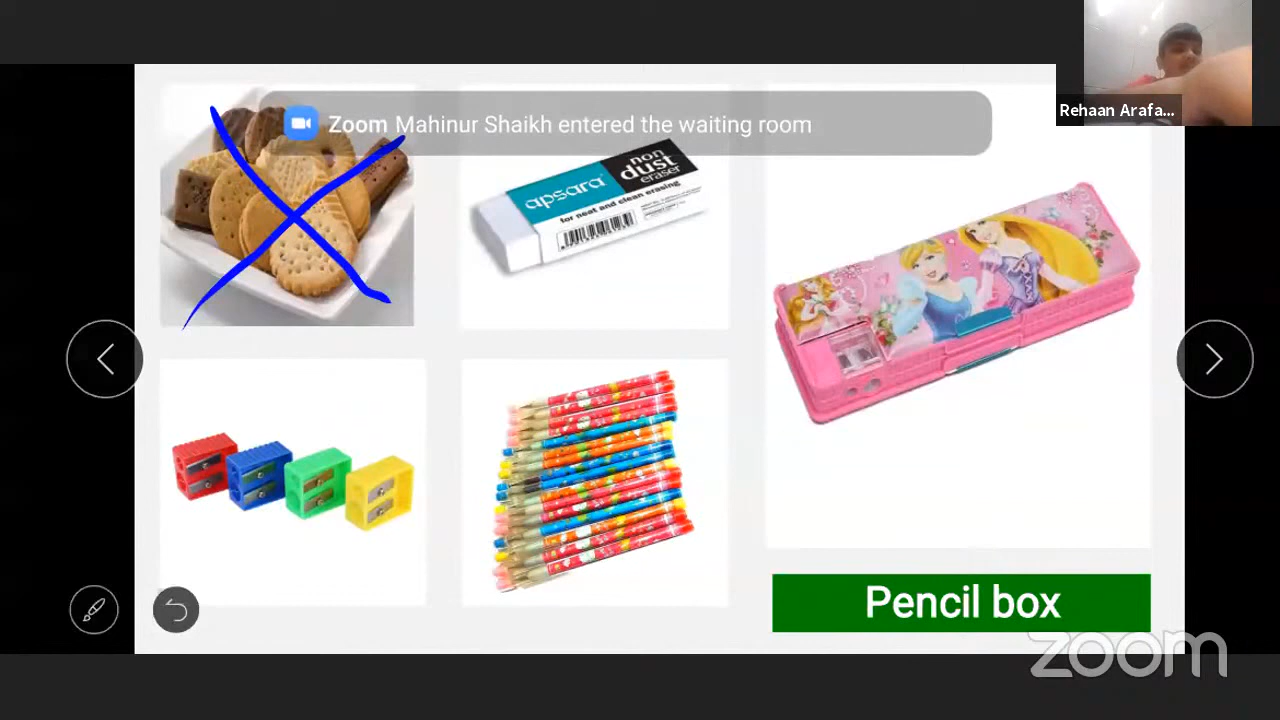 Rehaan Arafa...
Zoom Mahinur Shaikh entered the waiting room
apsara
non
dust
eraser
for neat and clean erasing
Pencil box
zoom